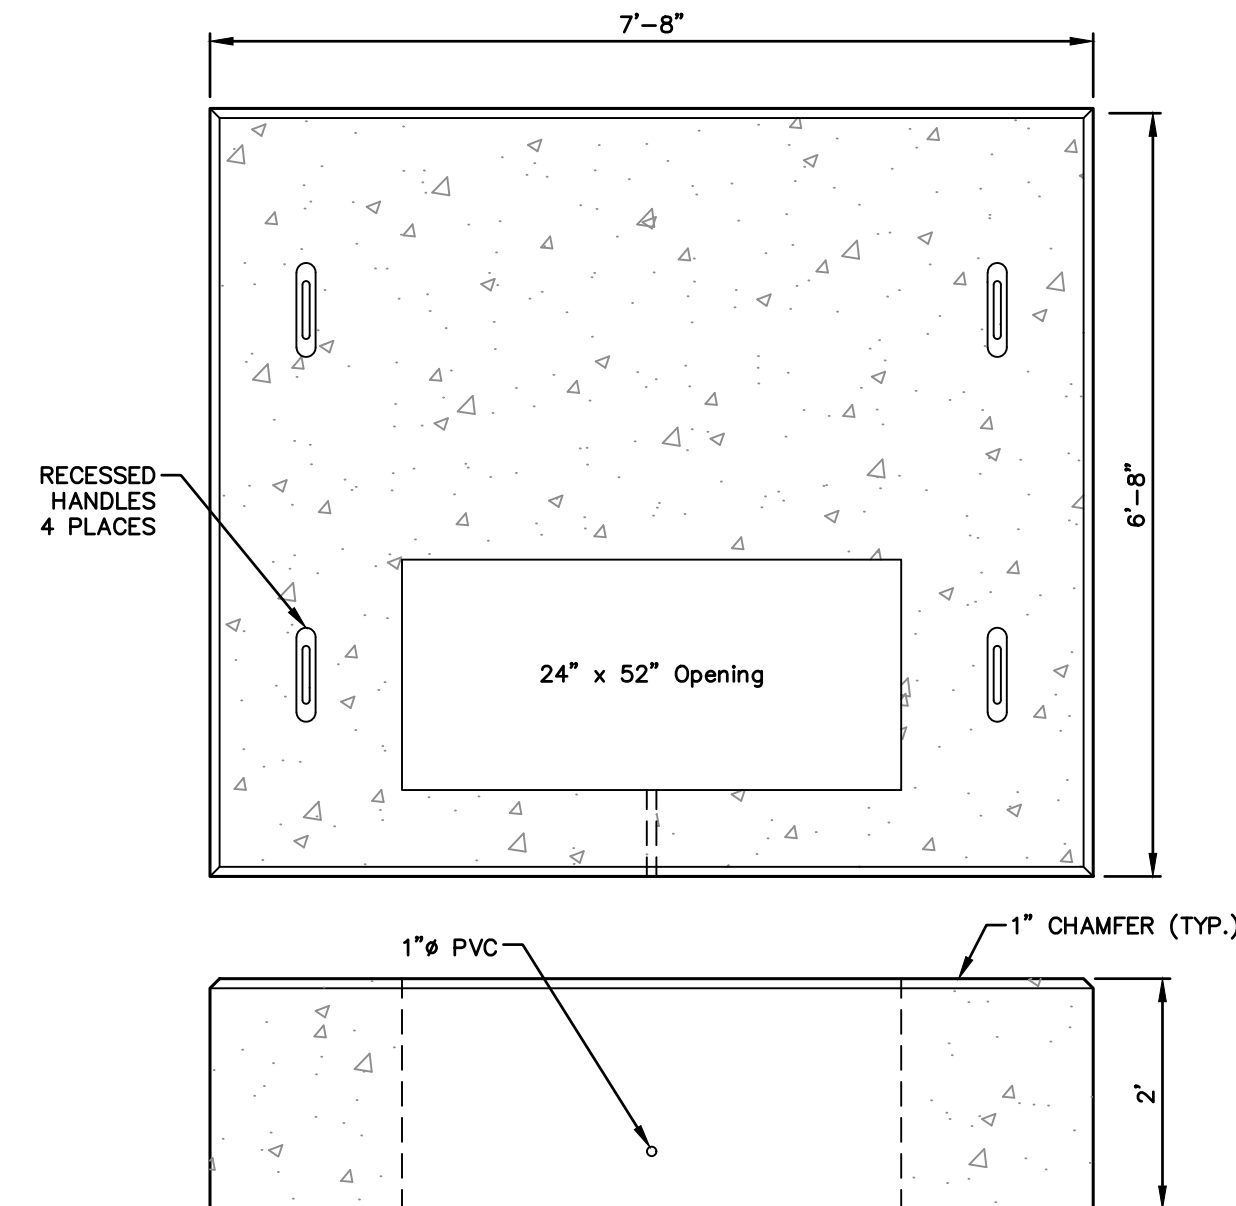 7'-8"
RECESSED
HANDLES
4 PLACES
6'-8"
24" x 52" Opening
1" CHAMFER (TYP.)
1"ø PVC
2'